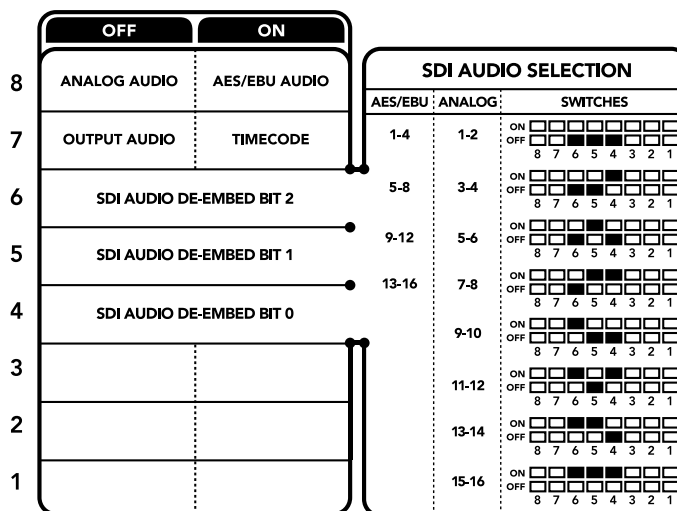 OFF ON
8 ANALOG AUDIO AES/EBU AUDIO
7 OUTPUT AUDIO TIMECODE
6 SDI AUDIO DE-EMBED BIT 2
5 SDI AUDIO DE-EMBED BIT 1
4 SDI AUDIO DE-EMBED BIT 0
3
2
1
SDI AUDIO SELECTION
AES/EBU ANALOG SWITCHES
1-4 1-2 ON
OFF
8 7 6 5 4 3 2 1
5-8 3-4 ON
OFF
8 7 6 5 4 3 2 1
9-12 5-6 ON
OFF
8 7 6 5 4 3 2 1
13-16 7-8 ON
OFF
8 7 6 5 4 3 2 1
9-10 ON
OFF
8 7 6 5 4 3 2 1
11-12 ON
OFF
8 7 6 5 4 3 2 1
13-14 ON
OFF
8 7 6 5 4 3 2 1
15-16 ON
OFF
8 7 6 5 4 3 2 1